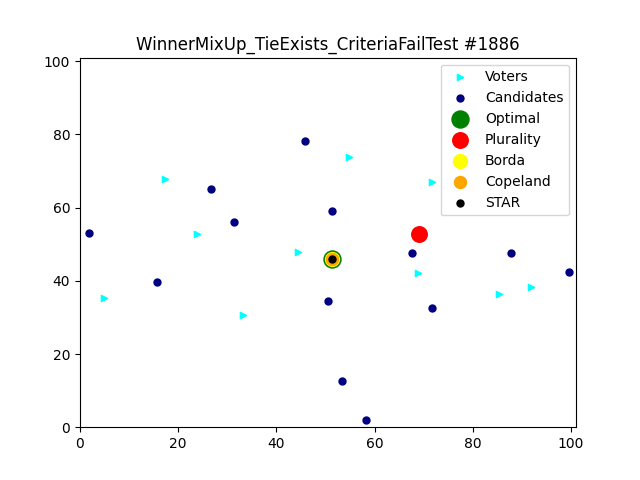 WinnerMixUp_TieExists_CriteriaFailTest #1886
100
80
60
40
20
0
0 20 40 60 80 100
Voters
Candidates
Optimal
Plurality
Borda
Copeland
STAR